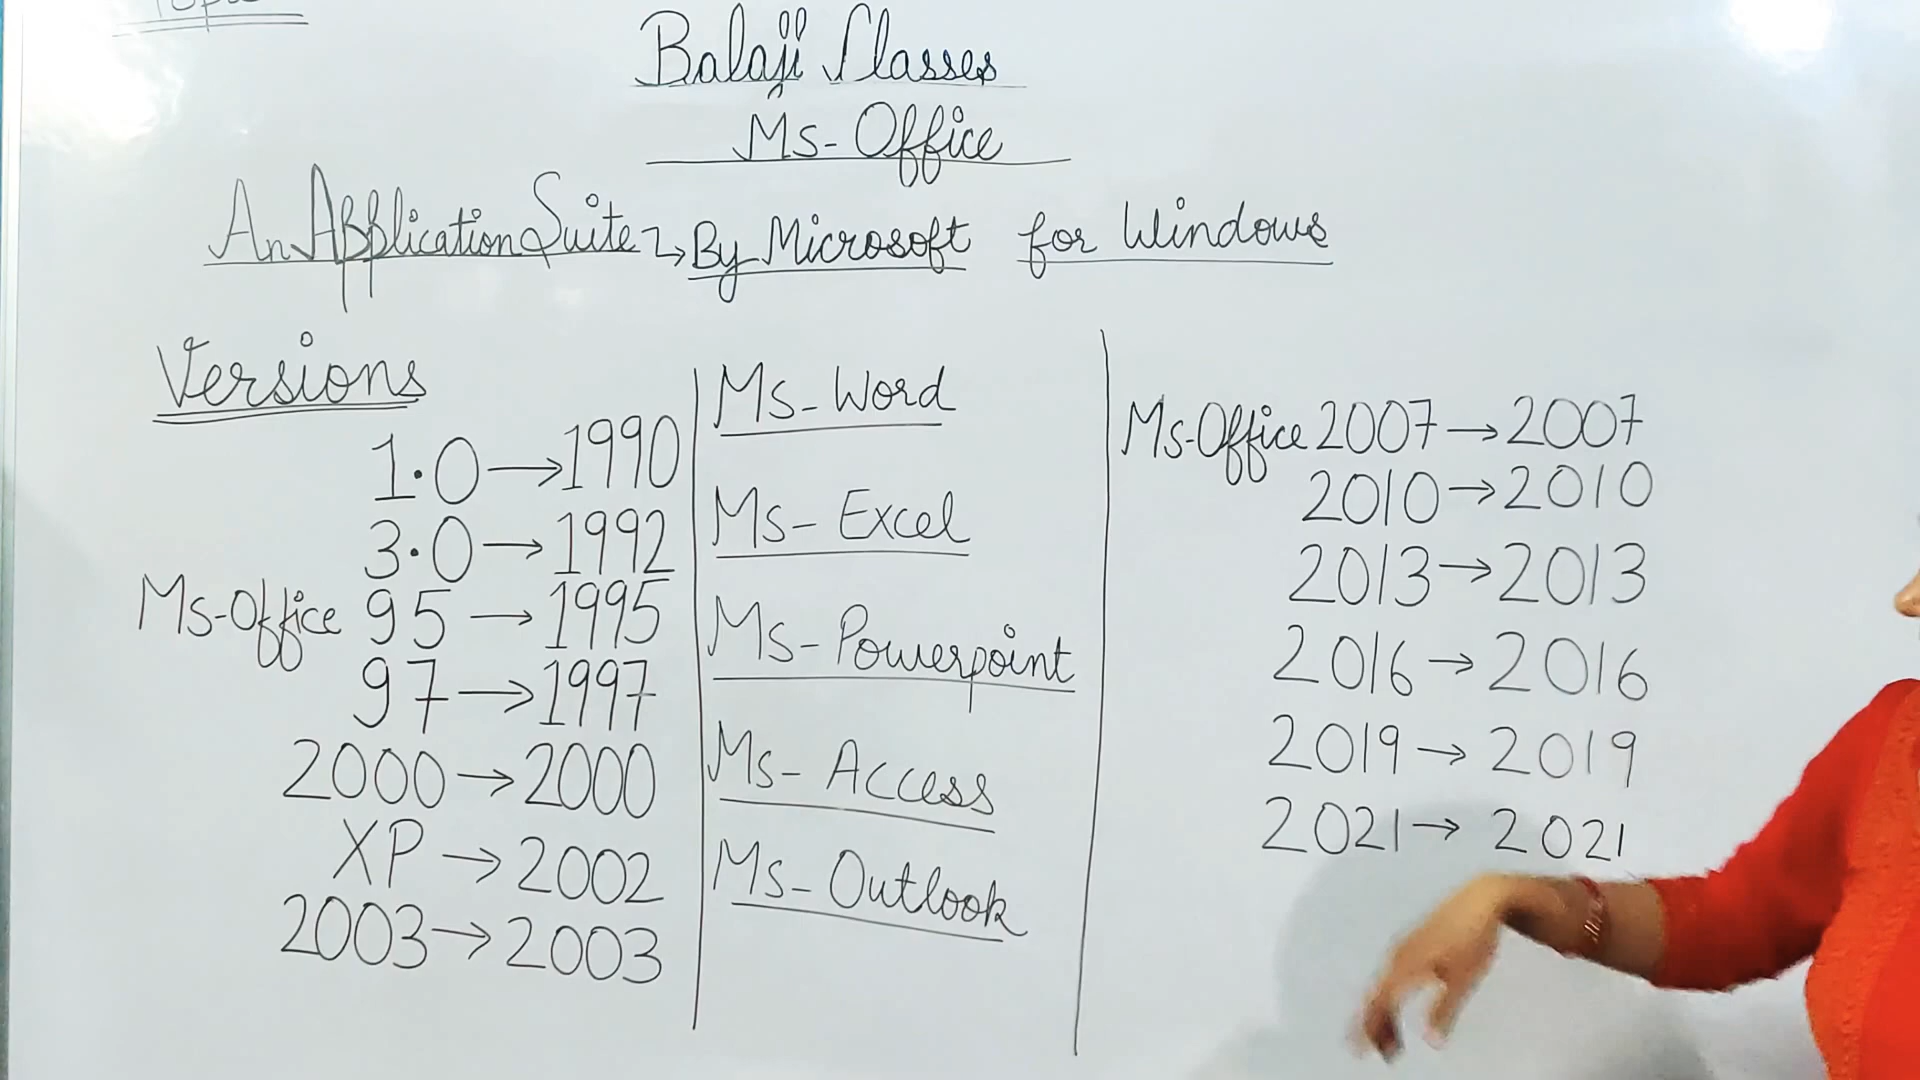 Topic
Balaji Classes
Ms-Office
An Application Suite → By Microsoft for Windows
Versions
1.0 → 1990
3.0 → 1992
Ms-Office 95 → 1995
97 → 1997
2000 → 2000
XP → 2002
2003 → 2003
Ms-Word
Ms-Excel
Ms-Powerpoint
Ms-Access
Ms-Outlook
Ms-Office 2007 → 2007
2010 → 2010
2013 → 2013
2016 → 2016
2019 → 2019
2021 → 2021